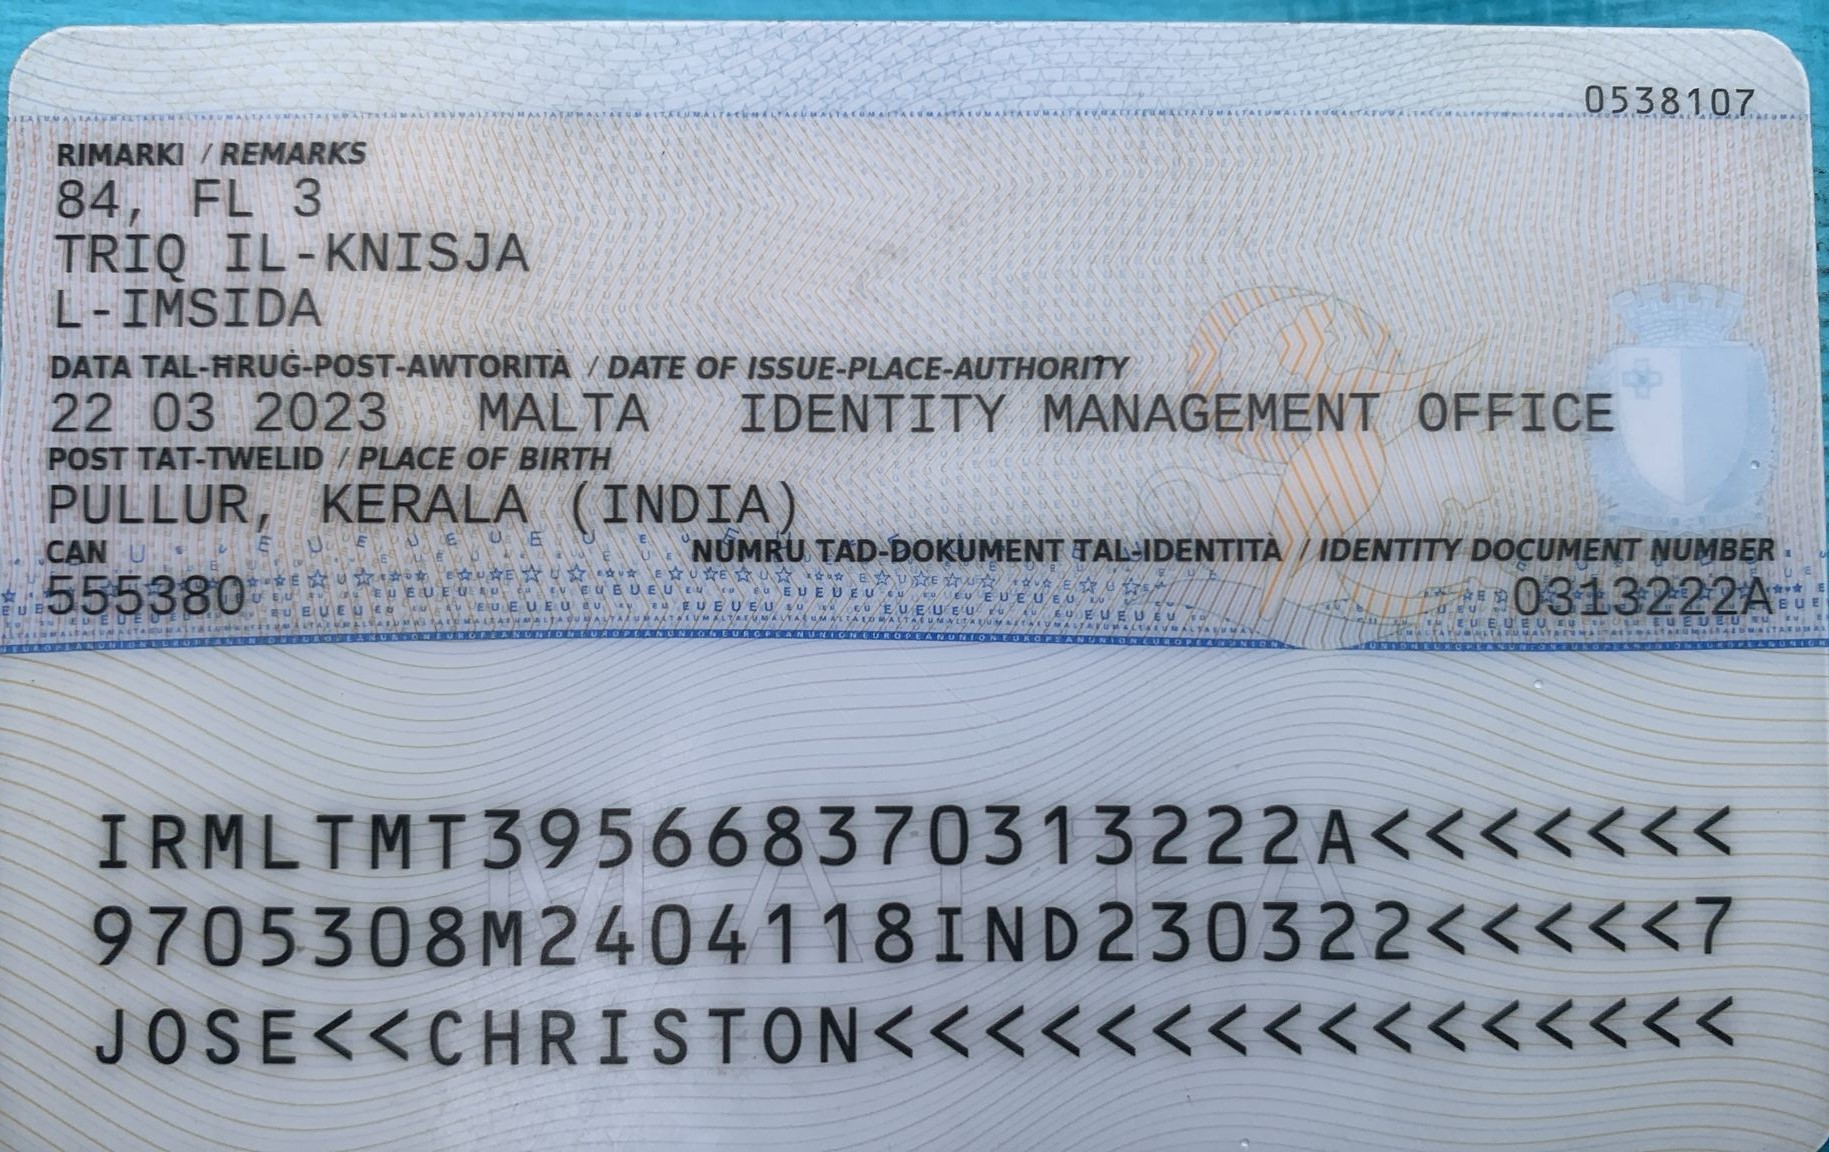 0538107
RIMARKI / REMARKS
84, FL 3
TRIQ IL-KNISJA
L-IMSIDA
DATA TAL-ĦRUĠ-POST-AWTORITÀ / DATE OF ISSUE-PLACE-AUTHORITY
22 03 2023 MALTA IDENTITY MANAGEMENT OFFICE
POST TAT-TWELID / PLACE OF BIRTH
PULLUR, KERALA (INDIA)
CAN NUMRU TAD-DOKUMENT TAL-IDENTITÀ / IDENTITY DOCUMENT NUMBER
555380 0313222A
MALTA
IRMLTMT395668370313222A<<<<<<<
9705308M2404118IND230322<<<<<7
JOSE<<CHRISTON<<<<<<<<<<<<<<<<